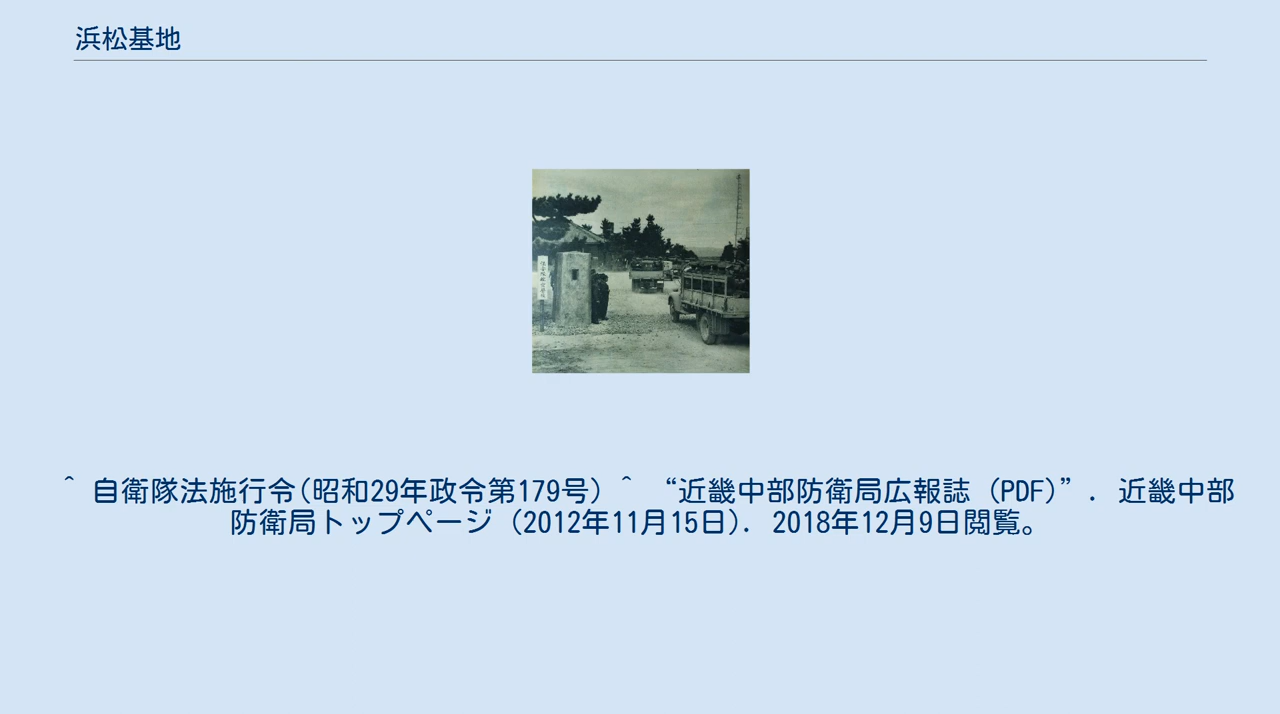 浜松基地
^ 自衛隊法施行令(昭和29年政令第179号) ^ “近畿中部防衛局広報誌 (PDF)”. 近畿中部
防衛局トップページ (2012年11月15日). 2018年12月9日閲覧。